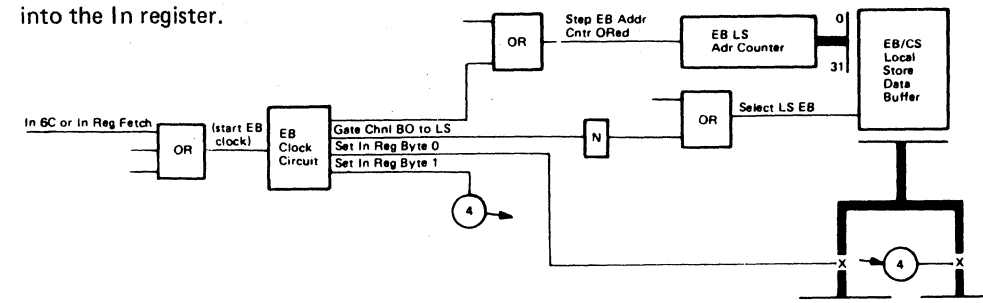 into the In register.
Step EB Addr
Cntr ORed
OR
EB LS
Adr Counter
0
31
EB/CS
Local
Store
Data
Buffer
In 6C or In Reg Fetch
OR
(start EB
clock)
EB
Clock
Circuit
Gate Chnl BO to LS
Set In Reg Byte 0
Set In Reg Byte 1
N
OR
Select LS EB
4
X
4
X